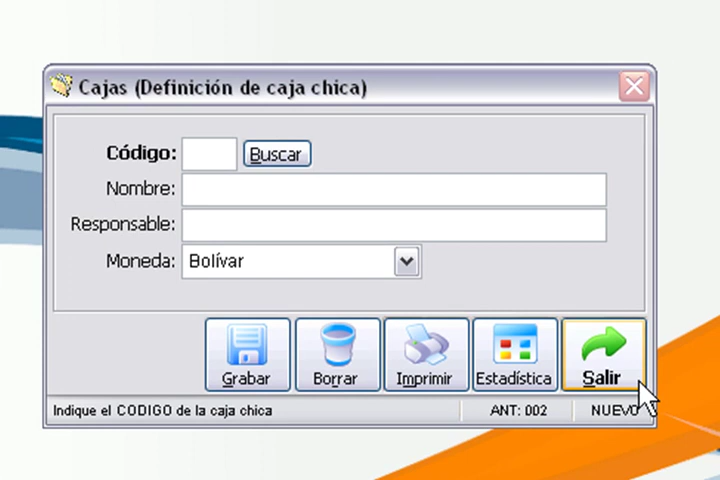 Cajas (Definición de caja chica)
Código:
Buscar
Nombre:
Responsable:
Moneda: Bolívar
Grabar Borrar Imprimir Estadística Salir
Indique el CODIGO de la caja chica ANT: 002 NUEVO